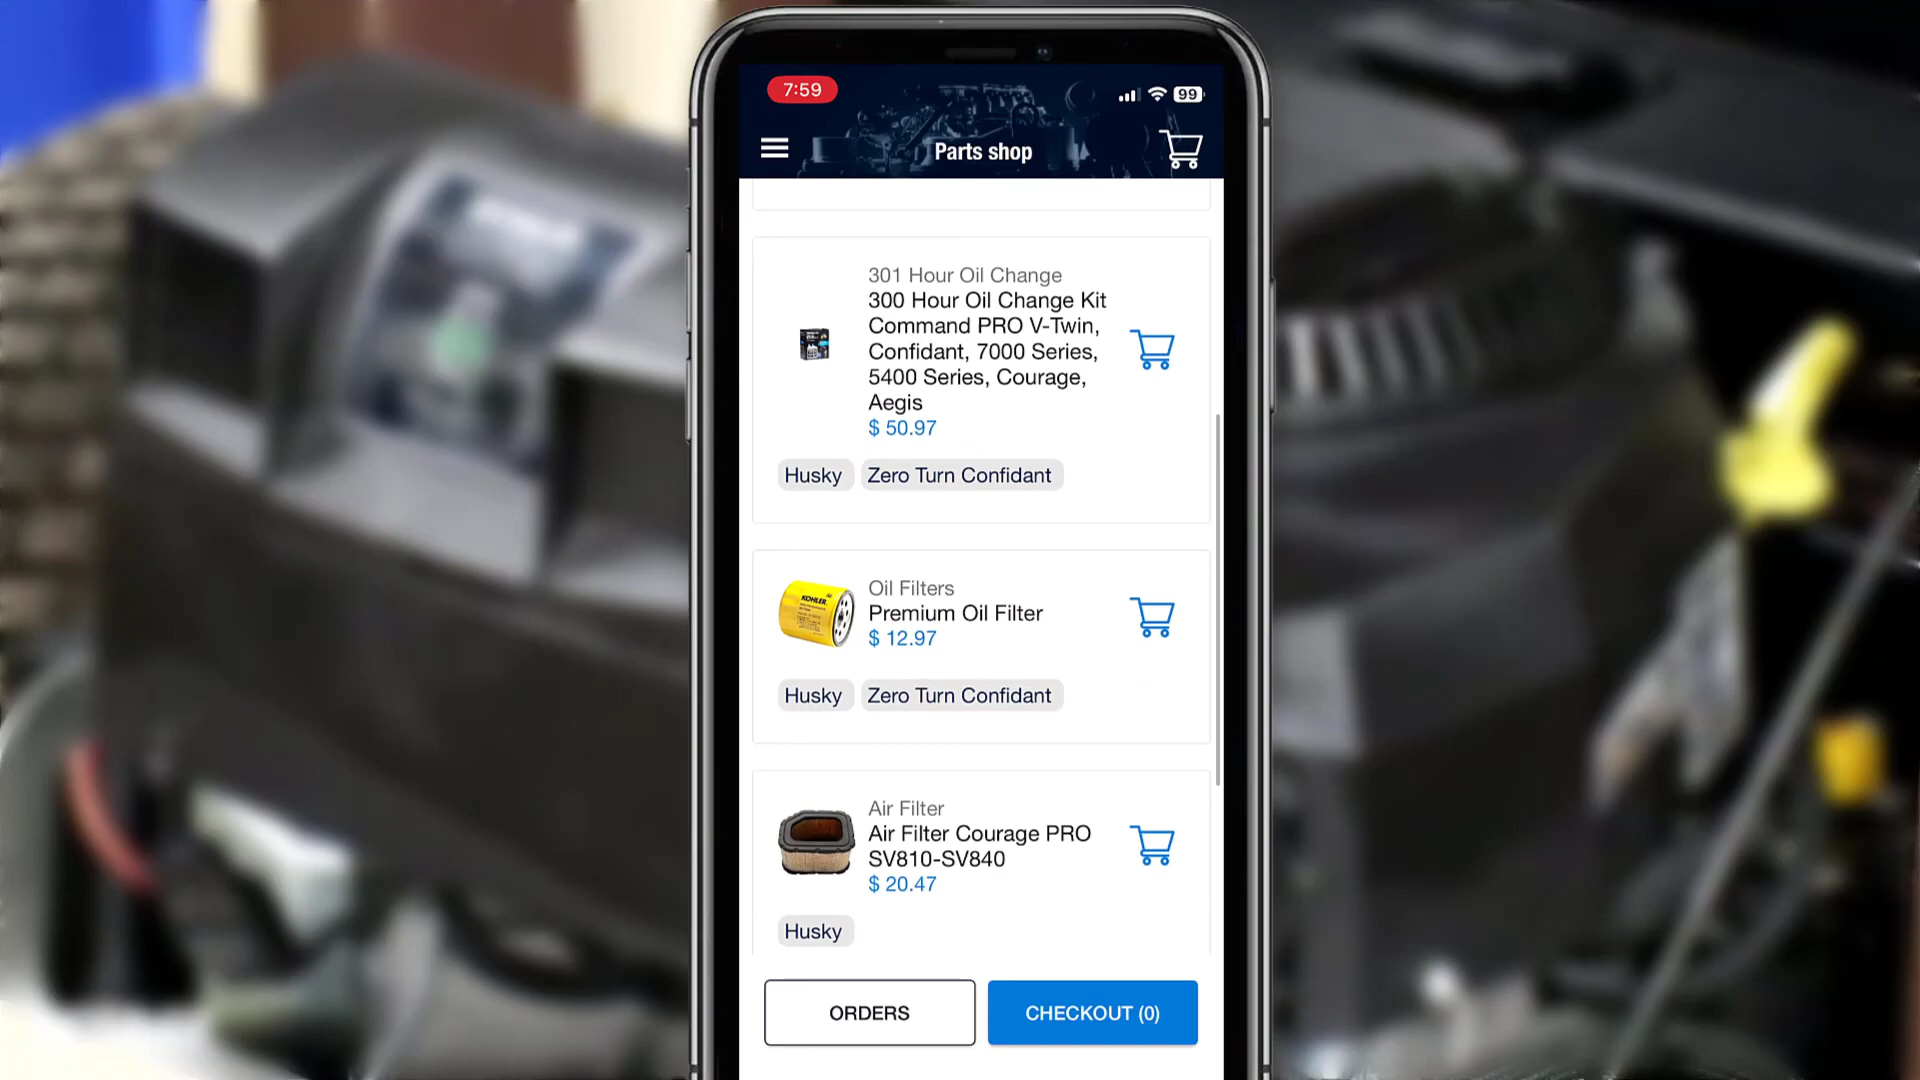 7:59
99
Parts shop
301 Hour Oil Change
300 Hour Oil Change Kit
Command PRO V-Twin,
Confidant, 7000 Series,
5400 Series, Courage,
Aegis
$ 50.97
Husky
Zero Turn Confidant
Oil Filters
KOHLER
Premium Oil Filter
$ 12.97
Husky
Zero Turn Confidant
Air Filter
Air Filter Courage PRO
SV810-SV840
$ 20.47
Husky
ORDERS
CHECKOUT (0)